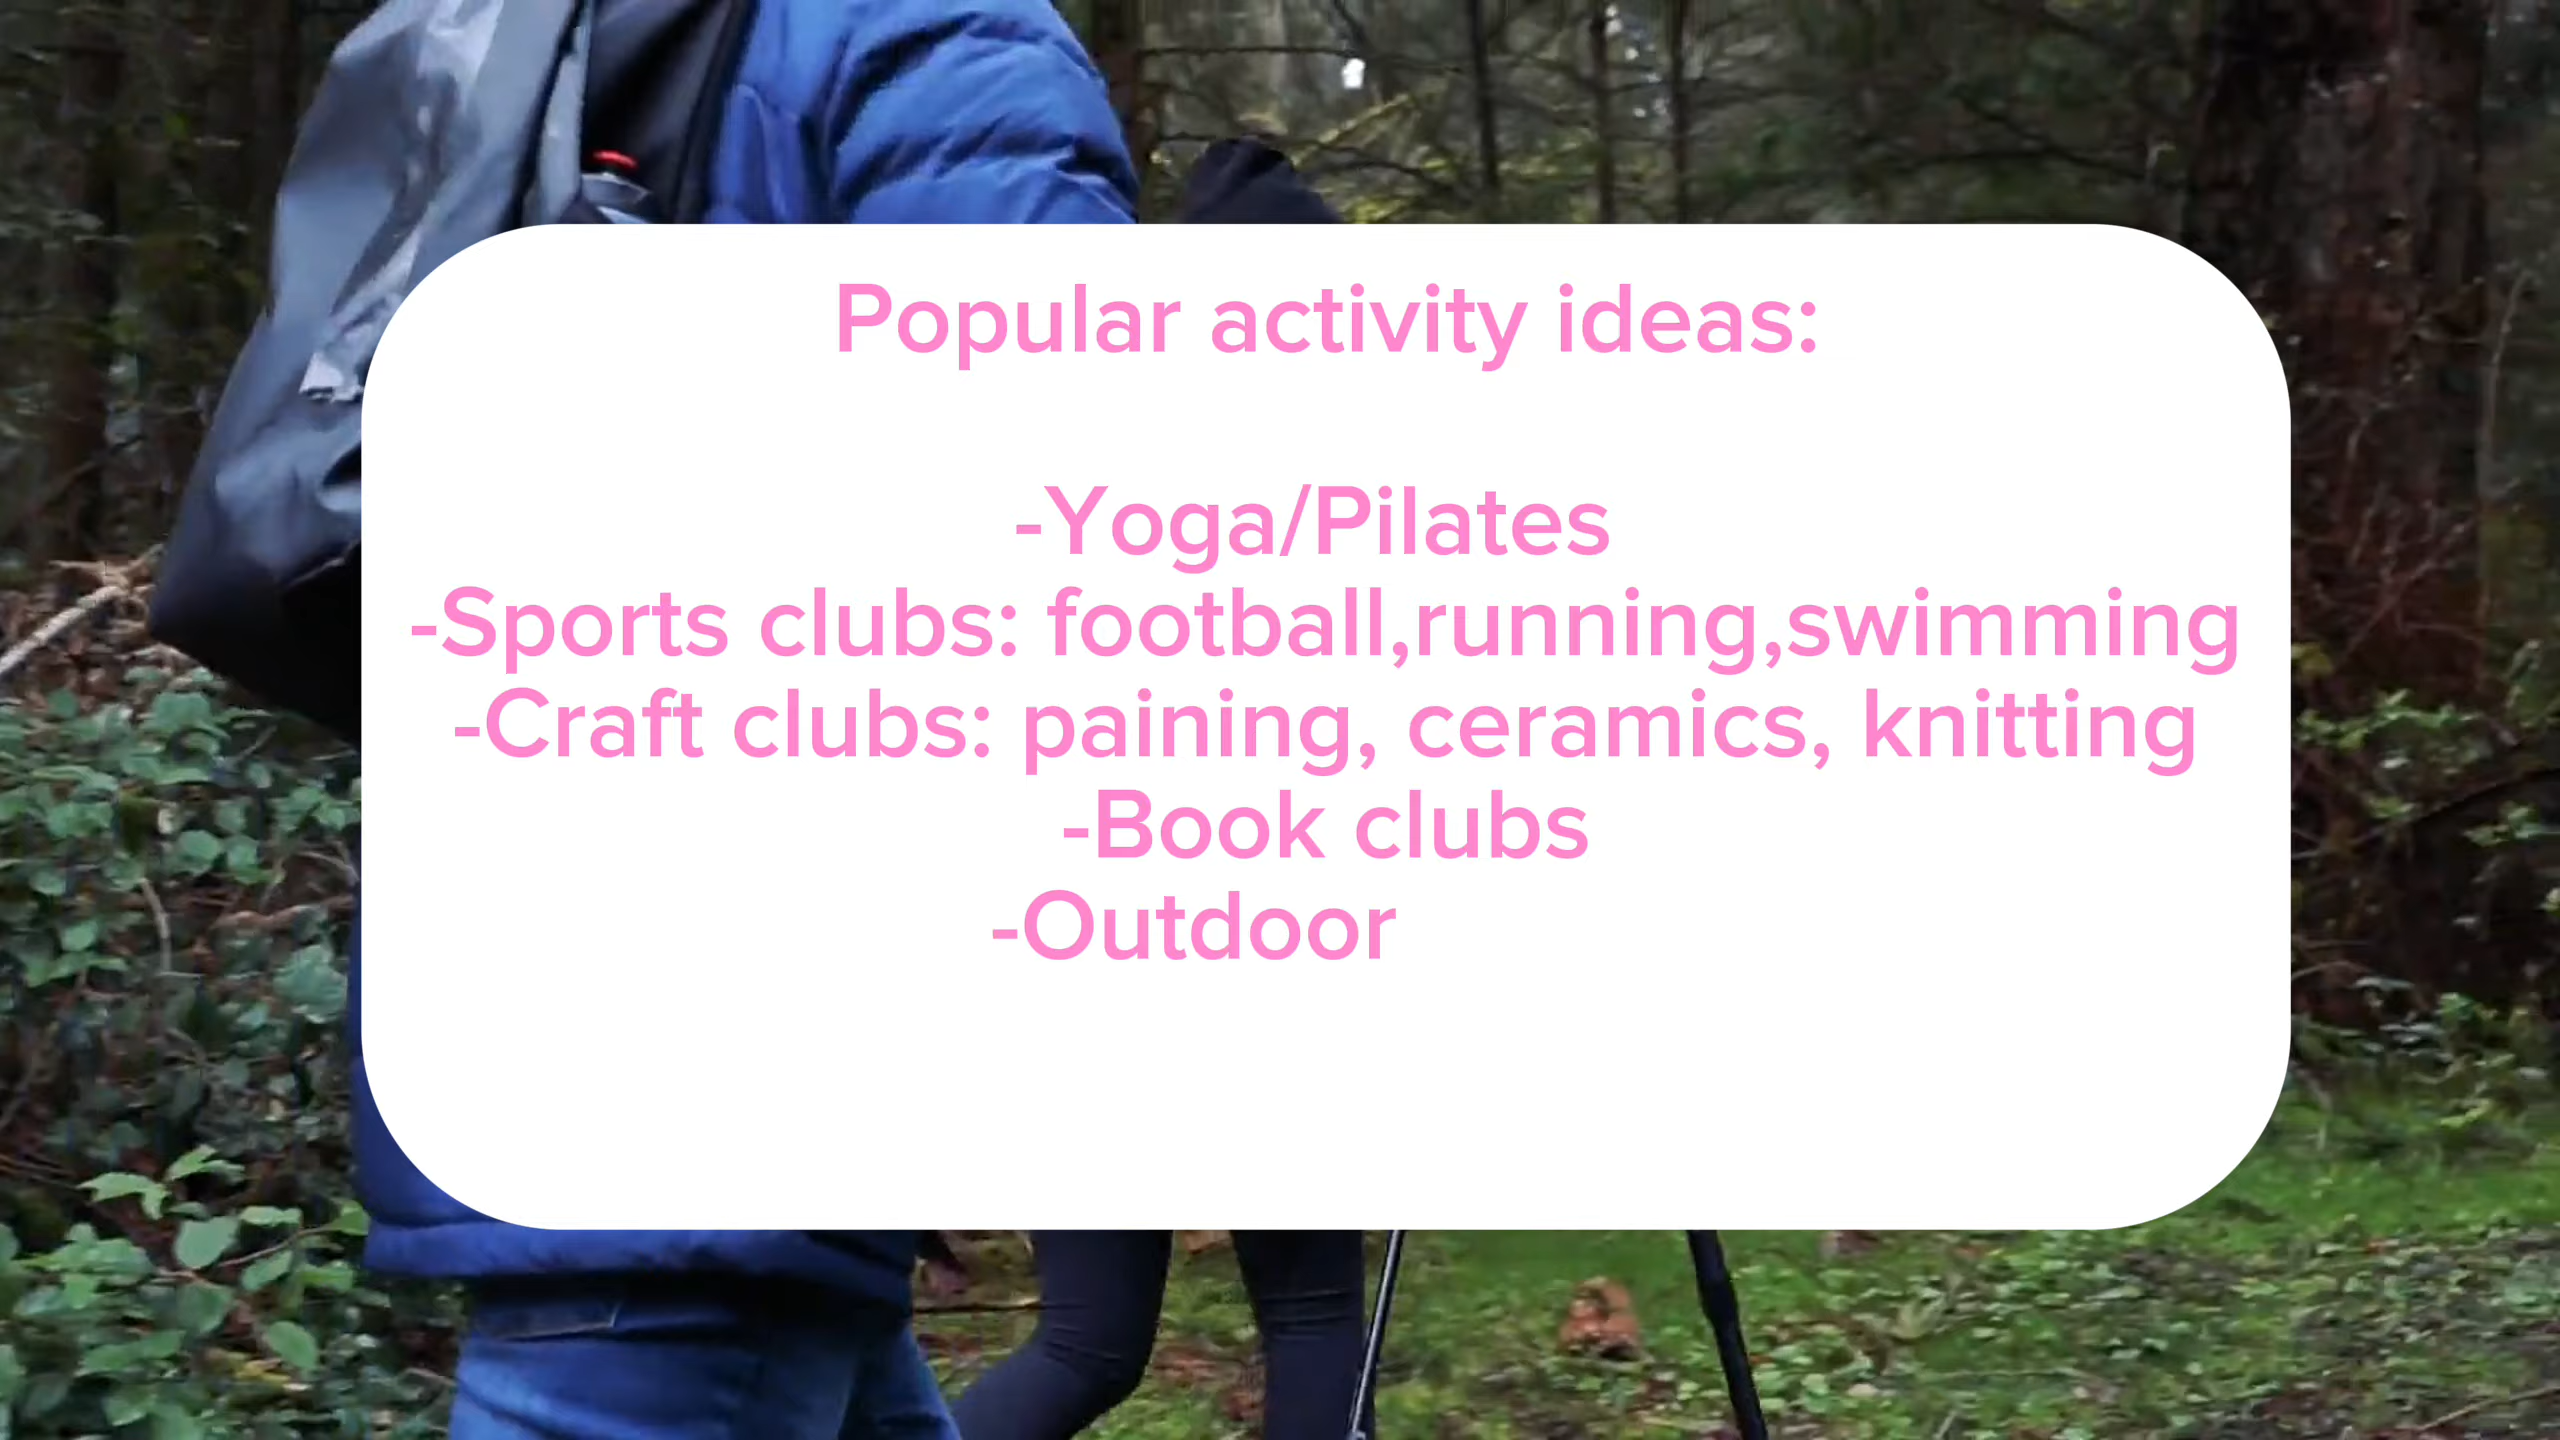 Popular activity ideas:
-Yoga/Pilates
-Sports clubs: football,running,swimming
-Craft clubs: paining, ceramics, knitting
-Book clubs
-Outdoor